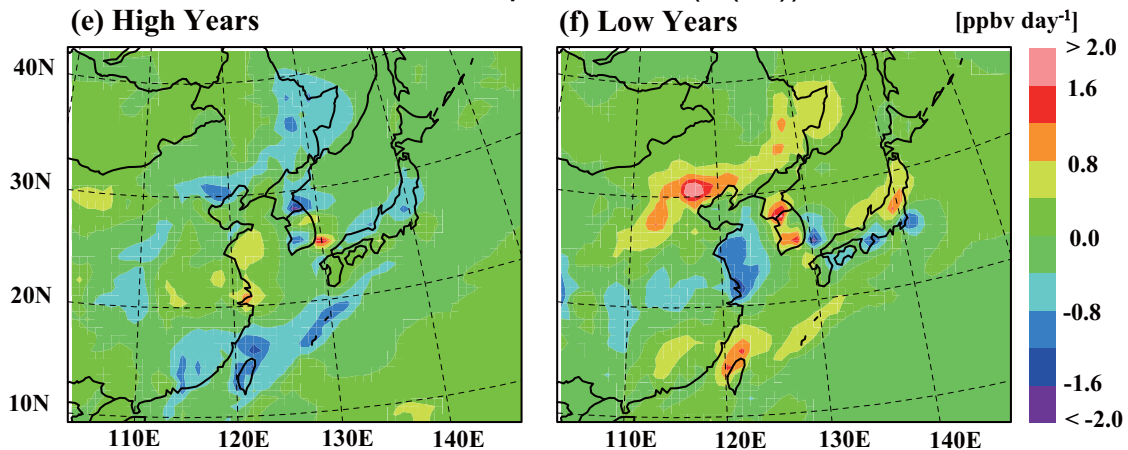 (e) High Years
(f) Low Years
[ppbv day⁻¹]
40N
30N
20N
10N
110E
120E
130E
140E
110E
120E
130E
140E
> 2.0
1.6
0.8
0.0
-0.8
-1.6
< -2.0